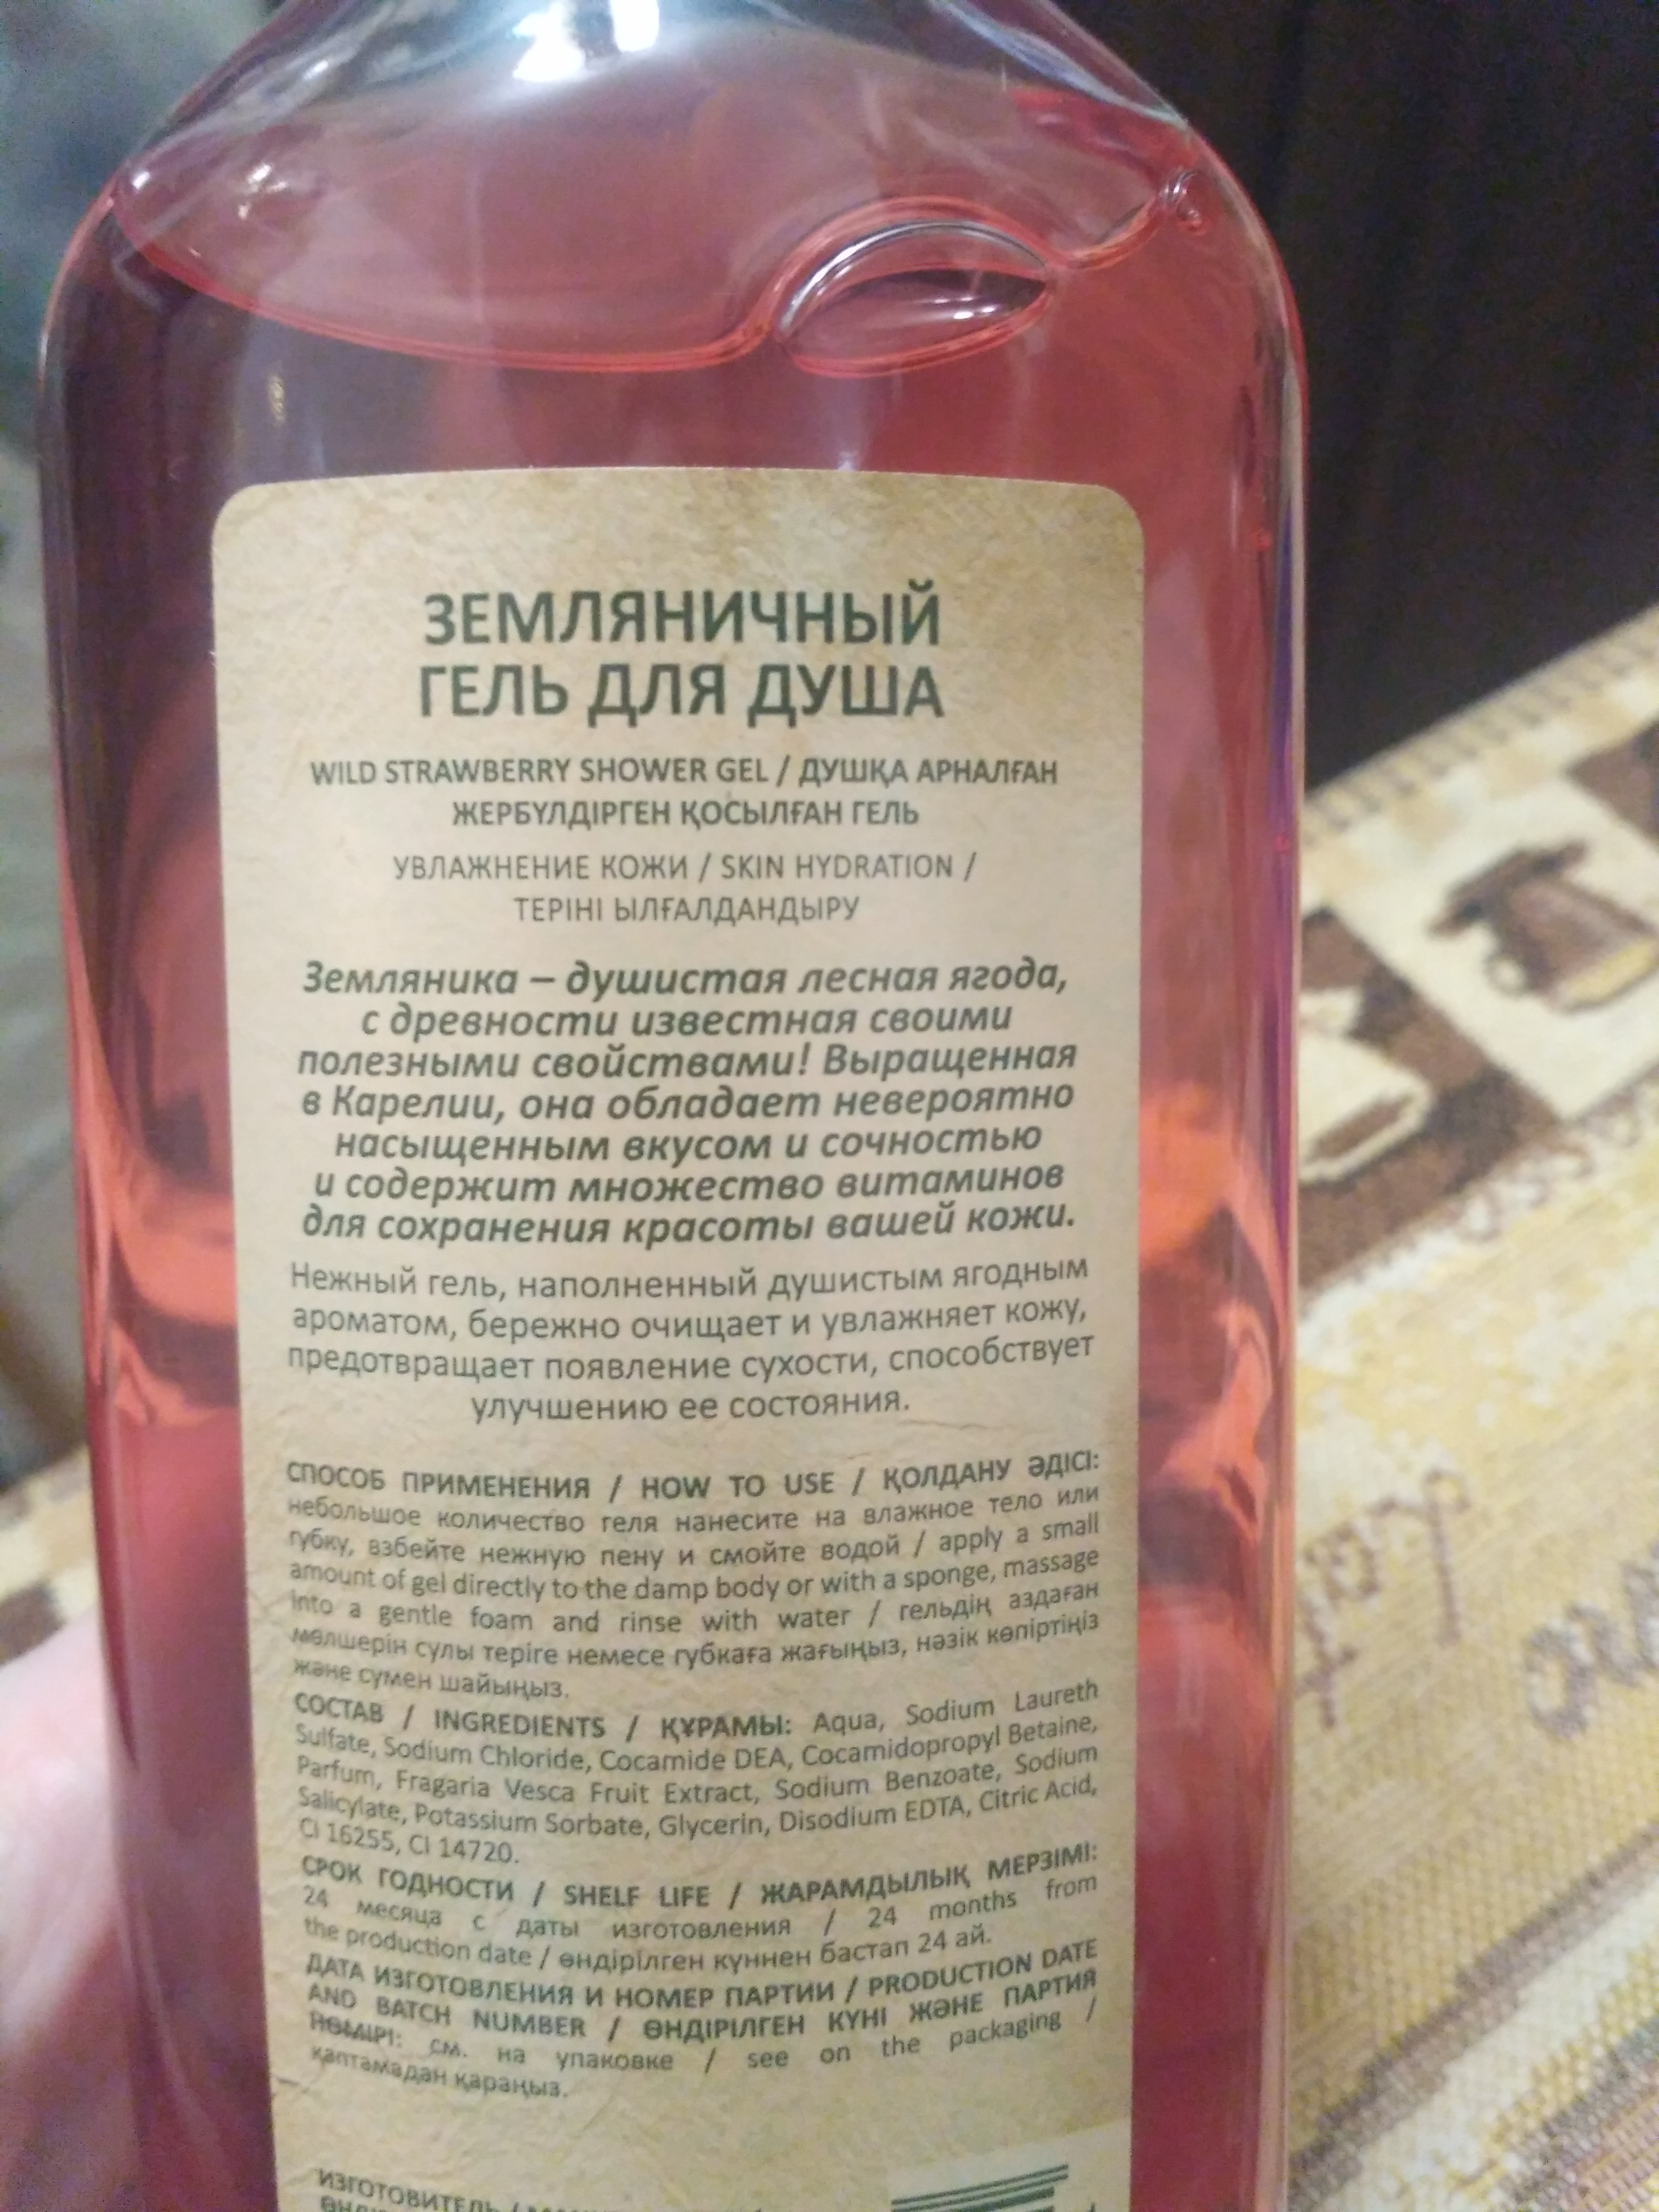 ЗЕМЛЯНИЧНЫЙ
ГЕЛЬ ДЛЯ ДУША
WILD STRAWBERRY SHOWER GEL / ДУШҚА АРНАЛҒАН
ЖЕРБҮЛДІРГЕН ҚОСЫЛҒАН ГЕЛЬ
УВЛАЖНЕНИЕ КОЖИ / SKIN HYDRATION /
ТЕРІНІ ЫЛҒАЛДАНДЫРУ
Земляника – душистая лесная ягода,
с древности известная своими
полезными свойствами! Выращенная
в Карелии, она обладает невероятно
насыщенным вкусом и сочностью
и содержит множество витаминов
для сохранения красоты вашей кожи.
Нежный гель, наполненный душистым ягодным
ароматом, бережно очищает и увлажняет кожу,
предотвращает появление сухости, способствует
улучшению ее состояния.
СПОСОБ ПРИМЕНЕНИЯ / HOW TO USE / ҚОЛДАНУ ӘДІСІ:
небольшое количество геля нанесите на влажное тело или
губку, взбейте нежную пену и смойте водой / apply a small
amount of gel directly to the damp body or with a sponge, massage
into a gentle foam and rinse with water / гельдің аздаған
мөлшерін сулы теріге немесе губкаға жағыңыз, нәзік көпіртіңіз
және сумен шайыңыз.
СОСТАВ / INGREDIENTS / ҚҰРАМЫ: Aqua, Sodium Laureth
Sulfate, Sodium Chloride, Cocamide DEA, Cocamidopropyl Betaine,
Parfum, Fragaria Vesca Fruit Extract, Sodium Benzoate, Sodium
Salicylate, Potassium Sorbate, Glycerin, Disodium EDTA, Citric Acid,
CI 16255, CI 14720.
СРОК ГОДНОСТИ / SHELF LIFE / ЖАРАМДЫЛЫҚ МЕРЗІМІ:
24 месяца с даты изготовления / 24 months from
the production date / өндірілген күннен бастап 24 ай.
ДАТА ИЗГОТОВЛЕНИЯ И НОМЕР ПАРТИИ / PRODUCTION DATE
AND BATCH NUMBER / ӨНДІРІЛГЕН КҮНІ ЖӘНЕ ПАРТИЯ
НӨМІРІ: см. на упаковке / see on the packaging /
қаптамадан қараңыз.
ИЗГОТОВИТЕЛЬ /